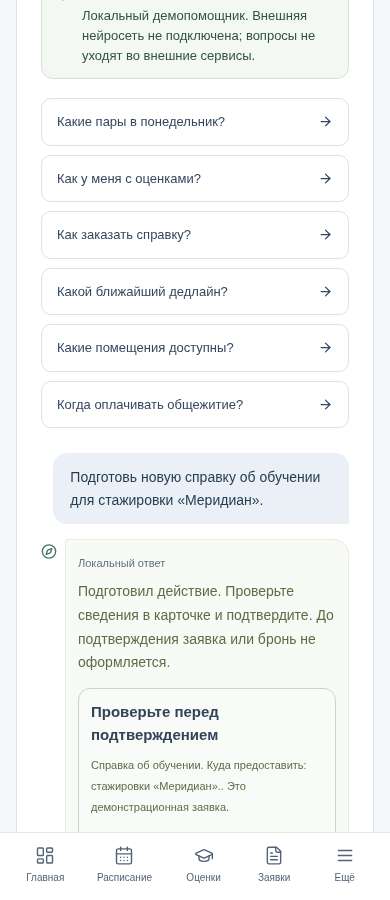 Локальный демопомощник. Внешняя
нейросеть не подключена; вопросы не
уходят во внешние сервисы.
Какие пары в понедельник?
Как у меня с оценками?
Как заказать справку?
Какой ближайший дедлайн?
Какие помещения доступны?
Когда оплачивать общежитие?
Подготовь новую справку об обучении
для стажировки «Меридиан».
Локальный ответ
Подготовил действие. Проверьте
сведения в карточке и подтвердите. До
подтверждения заявка или бронь не
оформляется.
Проверьте перед
подтверждением
Справка об обучении. Куда предоставить:
стажировки «Меридиан».. Это
демонстрационная заявка.
Главная
Расписание
Оценки
Заявки
Ещё